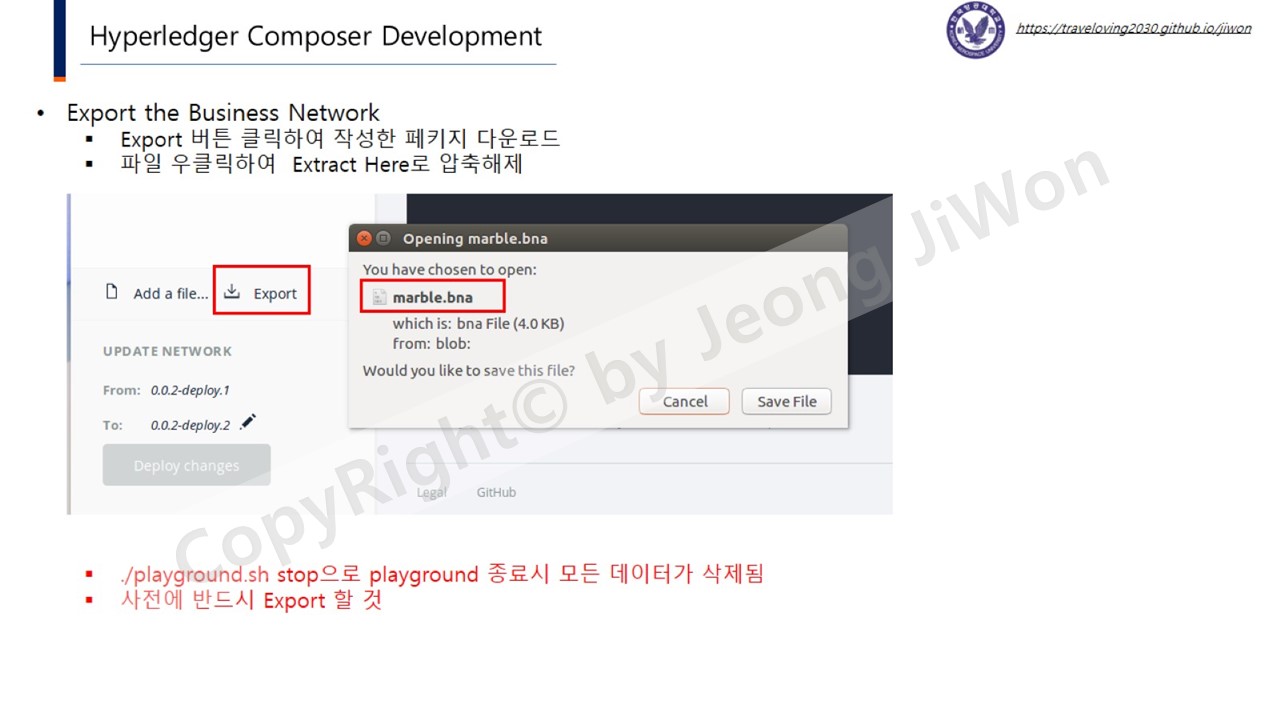 Hyperledger Composer Development
https://traveloving2030.github.io/jiwon
• Export the Business Network
▪ Export 버튼 클릭하여 작성한 페키지 다운로드
▪ 파일 우클릭하여 Extract Here로 압축해제
Opening marble.bna
You have chosen to open:
marble.bna
which is: bna File (4.0 KB)
from: blob:
Would you like to save this file?
Cancel Save File
Add a file... Export
UPDATE NETWORK
From: 0.0.2-deploy.1
To: 0.0.2-deploy.2
Deploy changes
Legal GitHub
CopyRight© by Jeong JiWon
▪ ./playground.sh stop으로 playground 종료시 모든 데이터가 삭제됨
▪ 사전에 반드시 Export 할 것